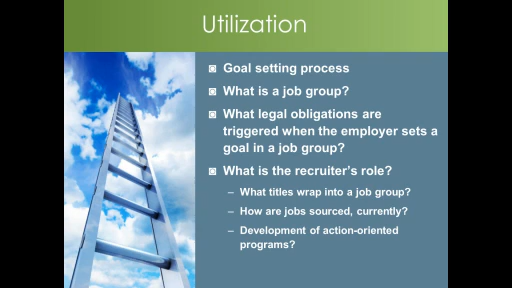 Utilization
◙ Goal setting process
◙ What is a job group?
◙ What legal obligations are
triggered when the employer sets a
goal in a job group?
◙ What is the recruiter's role?
– What titles wrap into a job group?
– How are jobs sourced, currently?
– Development of action-oriented
programs?